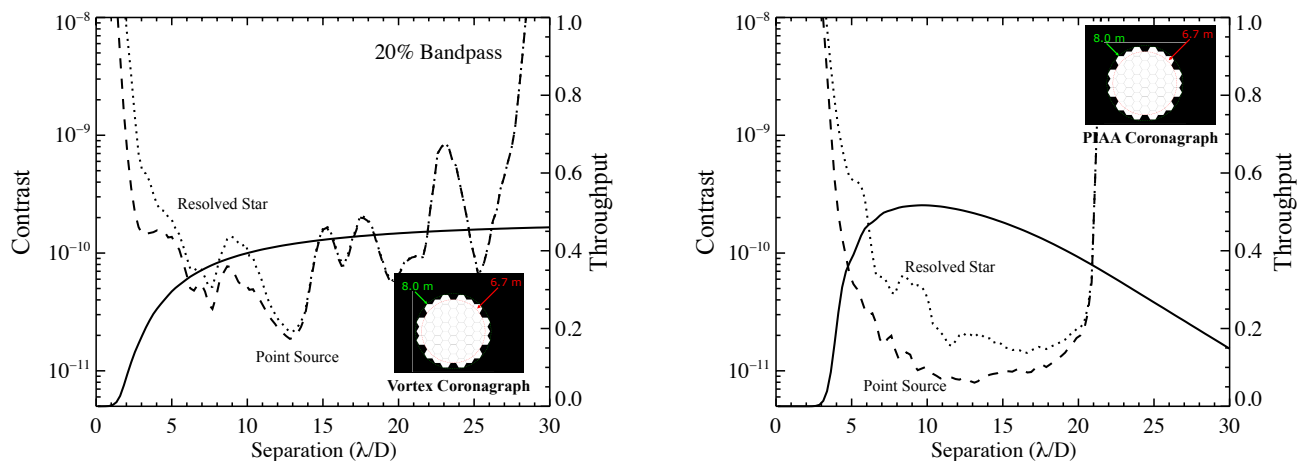 10⁻⁸
10⁻⁹
10⁻¹⁰
10⁻¹¹
Contrast
20% Bandpass
Resolved Star
Point Source
8.0 m
6.7 m
Vortex Coronagraph
1.0
0.8
0.6
0.4
0.2
0.0
Throughput
0 5 10 15 20 25 30
Separation (λ/D)
10⁻⁸
10⁻⁹
10⁻¹⁰
10⁻¹¹
Contrast
8.0 m
6.7 m
PIAA Coronagraph
Resolved Star
Point Source
1.0
0.8
0.6
0.4
0.2
0.0
Throughput
0 5 10 15 20 25 30
Separation (λ/D)